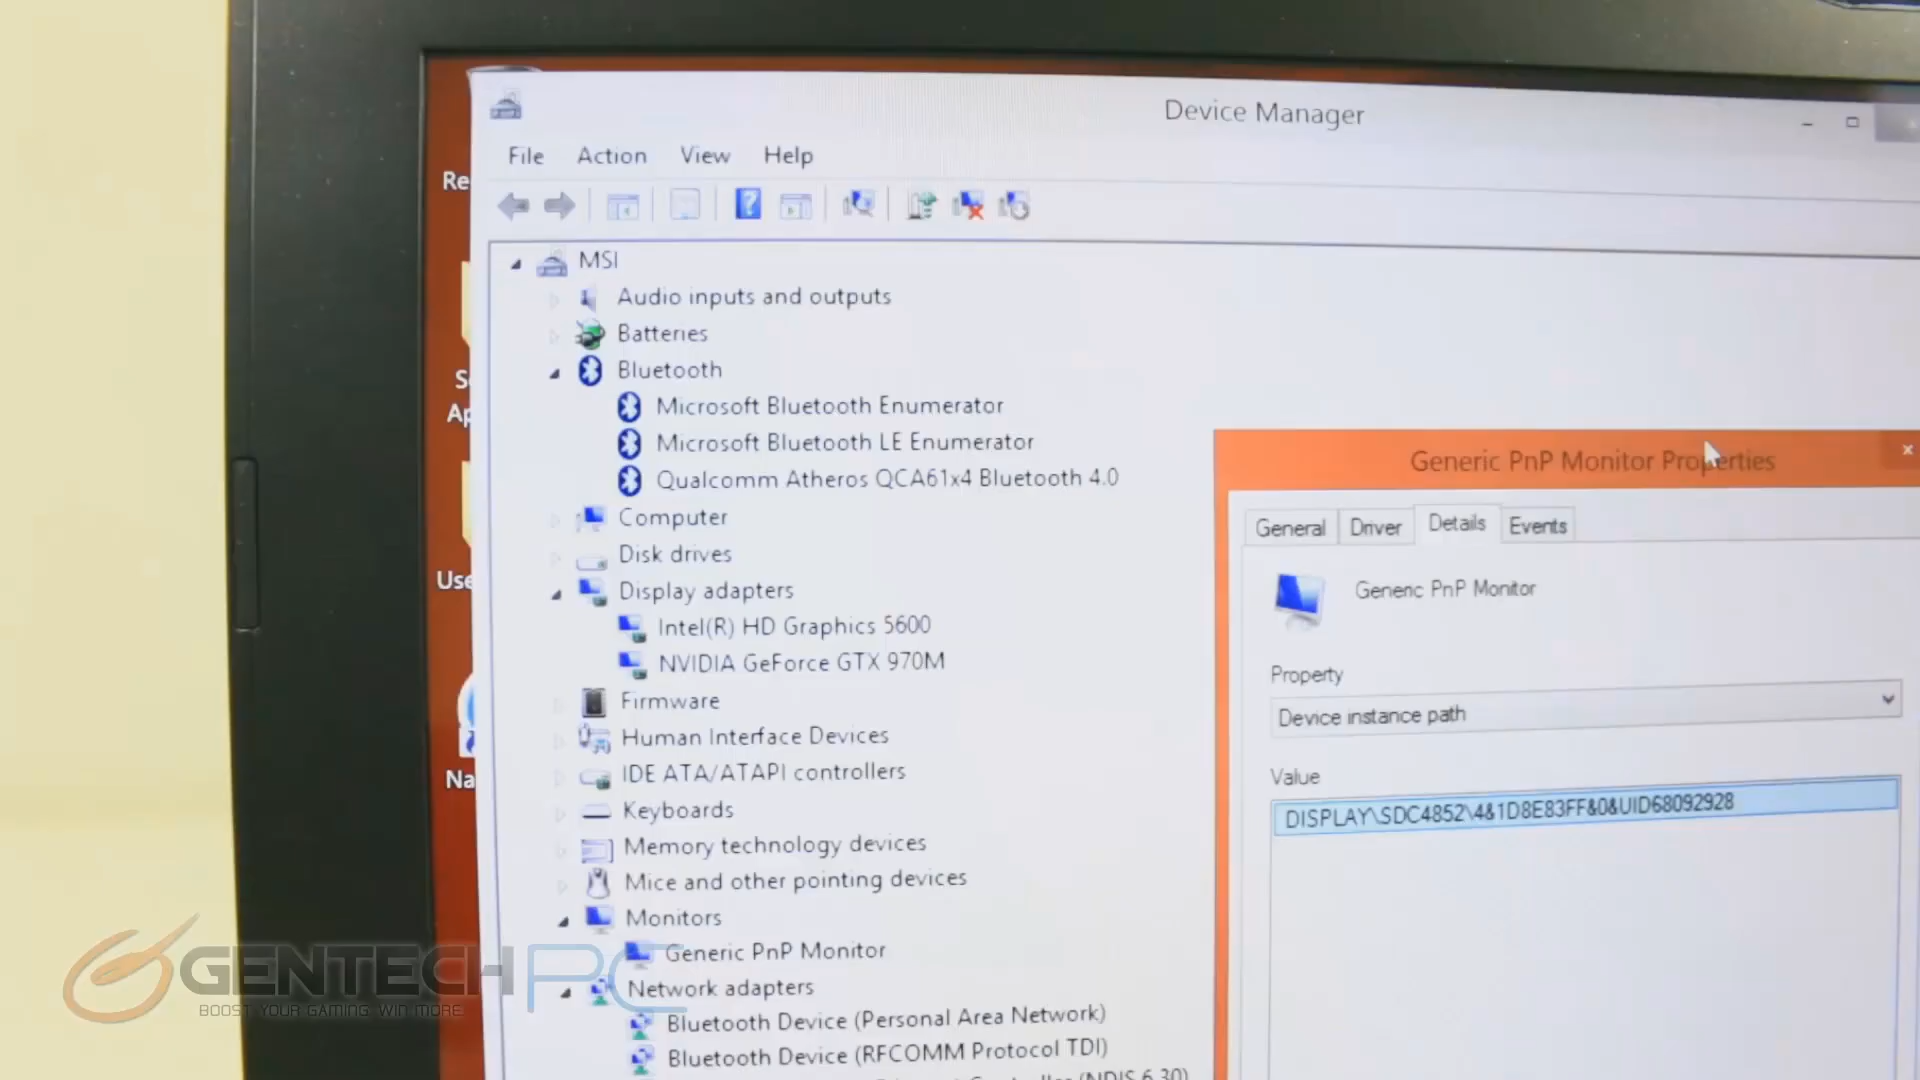 Device Manager
File Action View Help
Re
MSI
Audio inputs and outputs
Batteries
Bluetooth
Microsoft Bluetooth Enumerator
Microsoft Bluetooth LE Enumerator
Qualcomm Atheros QCA61x4 Bluetooth 4.0
Computer
Disk drives
Display adapters
Intel(R) HD Graphics 5600
NVIDIA GeForce GTX 970M
Firmware
Human Interface Devices
IDE ATA/ATAPI controllers
Keyboards
Memory technology devices
Mice and other pointing devices
Monitors
Generic PnP Monitor
Network adapters
Bluetooth Device (Personal Area Network)
Bluetooth Device (RFCOMM Protocol TDI)
(NDIS 6.30)
S
Ap
Use
Na
Generic PnP Monitor Properties
General Driver Details Events
Generic PnP Monitor
Property
Device instance path
Value
DISPLAY\SDC4852\4&1D8E83FF&0&UID68092928
GENTECH PC
BOOST YOUR GAMING. WIN MORE.